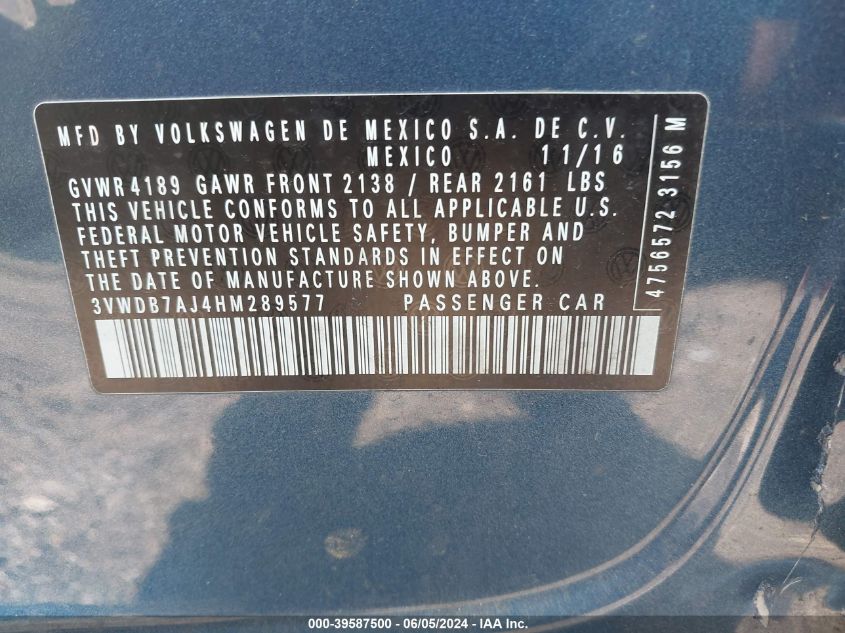 MFD BY VOLKSWAGEN DE MEXICO S.A. DE C.V.
MEXICO 11/16
GVWR 4189 GAWR FRONT 2138 / REAR 2161 LBS
THIS VEHICLE CONFORMS TO ALL APPLICABLE U.S.
FEDERAL MOTOR VEHICLE SAFETY, BUMPER AND
THEFT PREVENTION STANDARDS IN EFFECT ON
THE DATE OF MANUFACTURE SHOWN ABOVE.
3VWDB7AJ4HM289577 PASSENGER CAR
4756572 3156 M
000-39587500 - 06/05/2024 - IAA Inc.